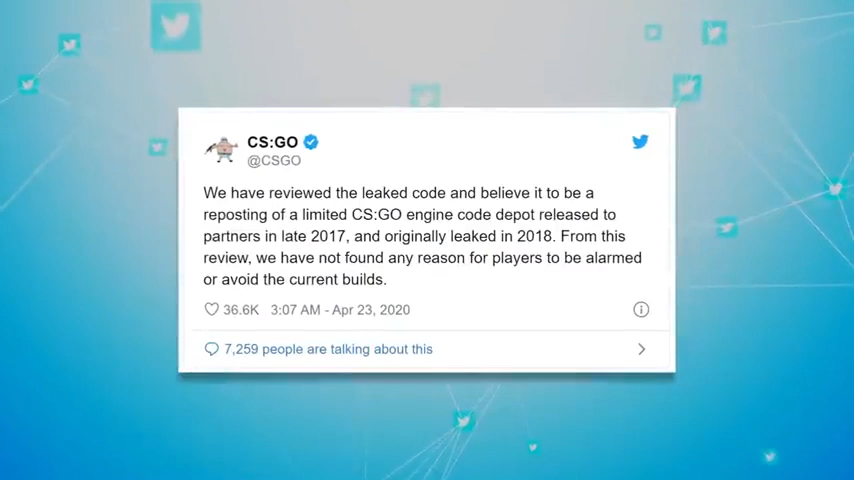 CS:GO
@CSGO
We have reviewed the leaked code and believe it to be a
reposting of a limited CS:GO engine code depot released to
partners in late 2017, and originally leaked in 2018. From this
review, we have not found any reason for players to be alarmed
or avoid the current builds.
36.6K 3:07 AM - Apr 23, 2020
7,259 people are talking about this